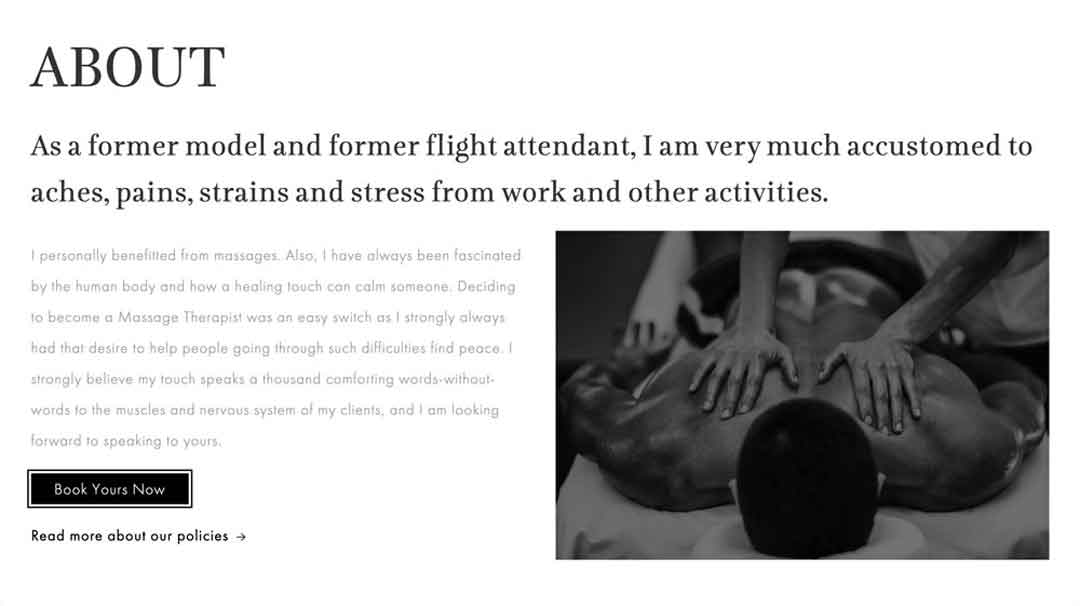 ABOUT
As a former model and former flight attendant, I am very much accustomed to
aches, pains, strains and stress from work and other activities.
I personally benefitted from massages. Also, I have always been fascinated
by the human body and how a healing touch can calm someone. Deciding
to become a Massage Therapist was an easy switch as I strongly always
had that desire to help people going through such difficulties find peace. I
strongly believe my touch speaks a thousand comforting words-without-
words to the muscles and nervous system of my clients, and I am looking
forward to speaking to yours.
Book Yours Now
Read more about our policies →